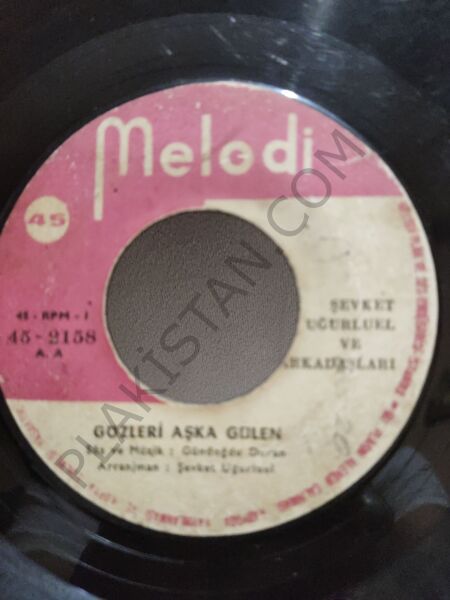 Melodi
45
45 - RPM - 1
45-2158
A. A
ŞEVKET
UĞURLUEL
VE
ARKADAŞLARI
GÖZLERİ AŞKA GÜLEN
Söz ve Müzik : Gündoğdu Duran
Arranjman : Şevket Uğurluel
PLAKİSTAN.COM